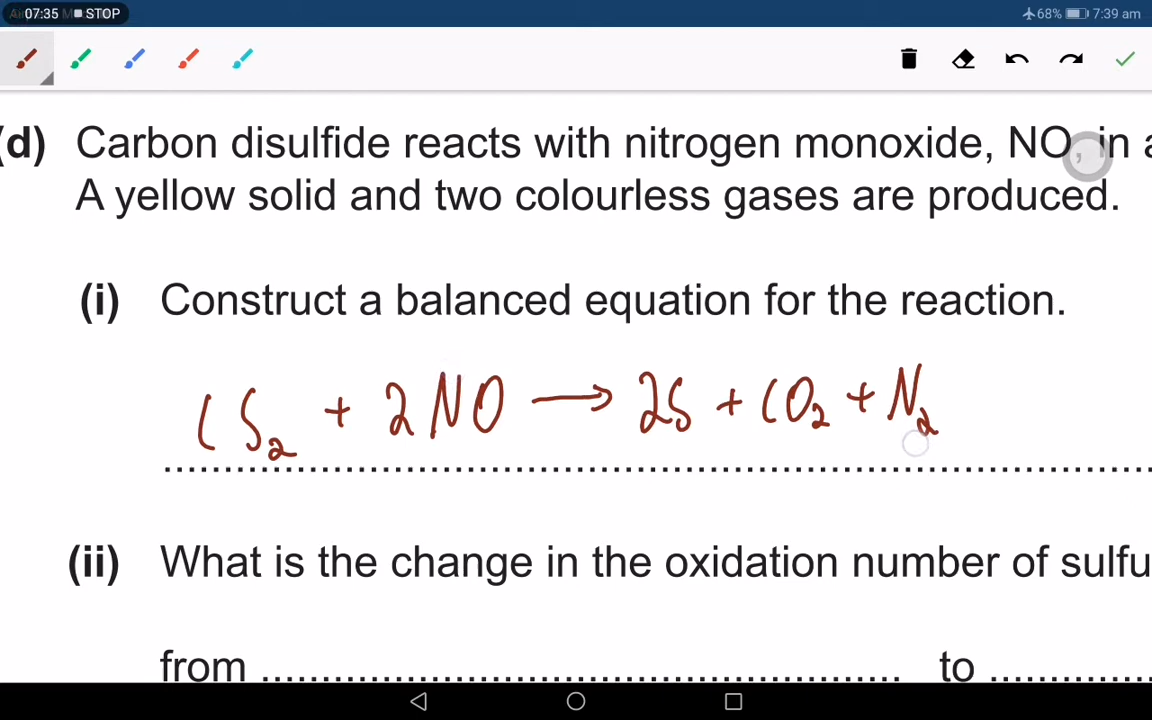 07:35 STOP
68% 7:39 am
(d) Carbon disulfide reacts with nitrogen monoxide, NO, in a
A yellow solid and two colourless gases are produced.
(i) Construct a balanced equation for the reaction.
CS₂ + 2NO → 2S + CO₂ + N₂
(ii) What is the change in the oxidation number of sulfu
from ........................................ to ................